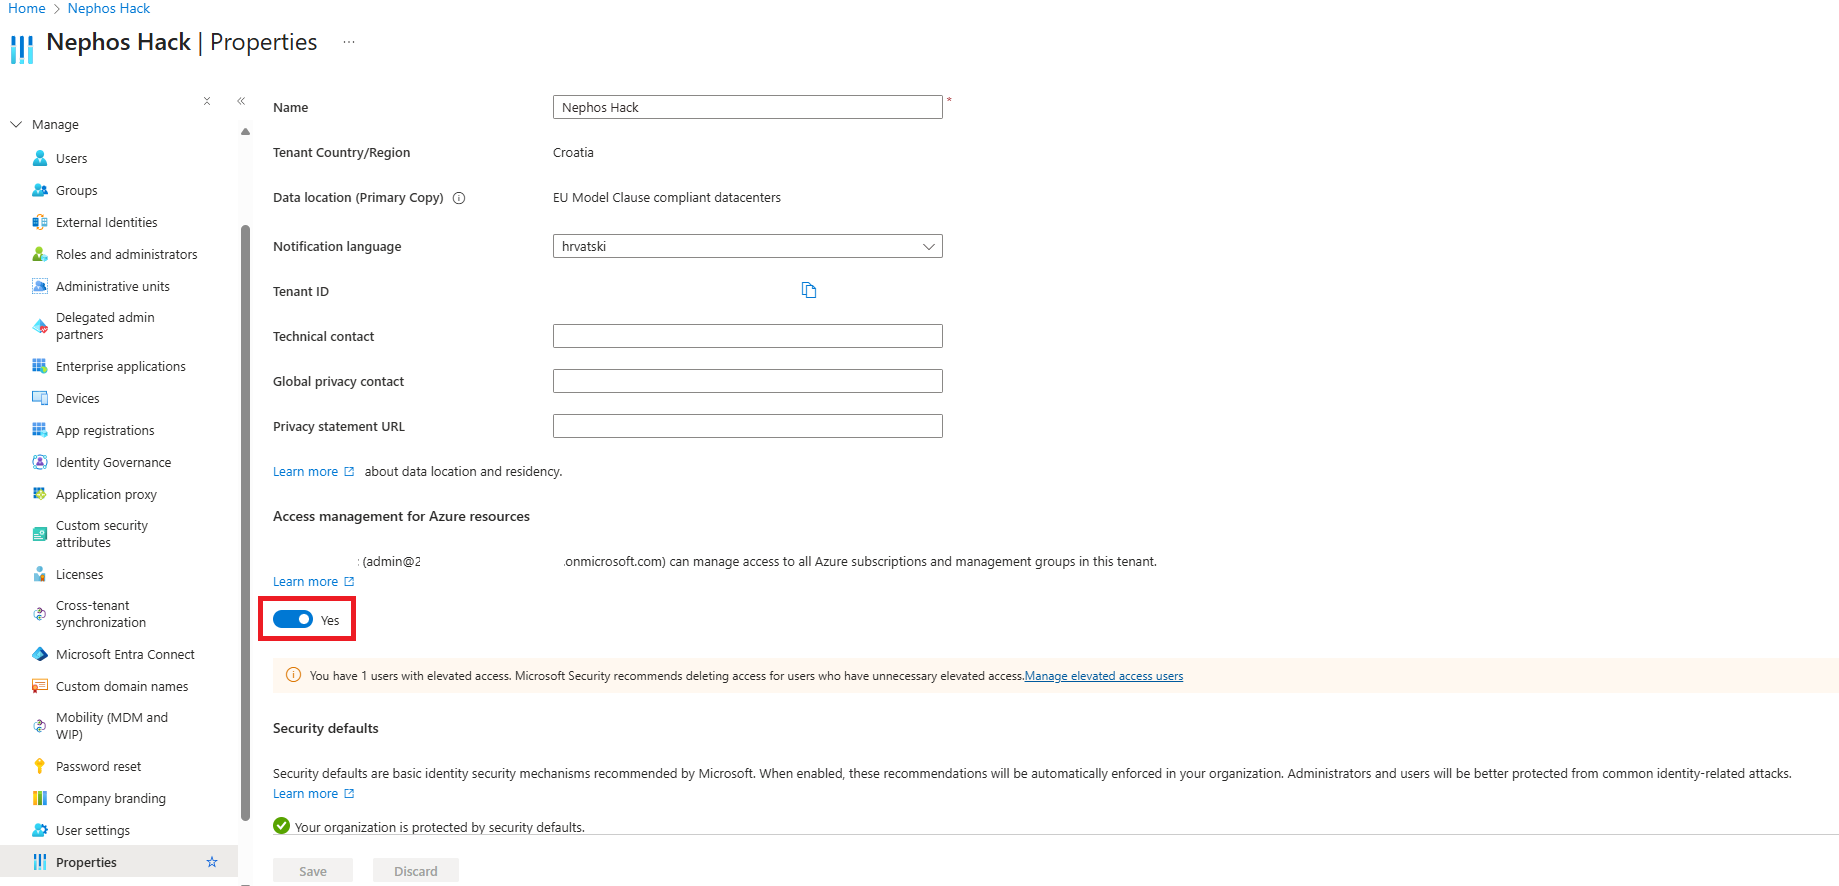 Home > Nephos Hack
Nephos Hack | Properties ...
Manage
Users
Groups
External Identities
Roles and administrators
Administrative units
Delegated admin
partners
Enterprise applications
Devices
App registrations
Identity Governance
Application proxy
Custom security
attributes
Licenses
Cross-tenant
synchronization
Microsoft Entra Connect
Custom domain names
Mobility (MDM and
WIP)
Password reset
Company branding
User settings
Properties
Name Nephos Hack *
Tenant Country/Region Croatia
Data location (Primary Copy) EU Model Clause compliant datacenters
Notification language hrvatski
Tenant ID
Technical contact
Global privacy contact
Privacy statement URL
Learn more about data location and residency.
Access management for Azure resources
(admin@2 .onmicrosoft.com) can manage access to all Azure subscriptions and management groups in this tenant.
Learn more
Yes
You have 1 users with elevated access. Microsoft Security recommends deleting access for users who have unnecessary elevated access.Manage elevated access users
Security defaults
Security defaults are basic identity security mechanisms recommended by Microsoft. When enabled, these recommendations will be automatically enforced in your organization. Administrators and users will be better protected from common identity-related attacks.
Learn more
Your organization is protected by security defaults.
Save Discard